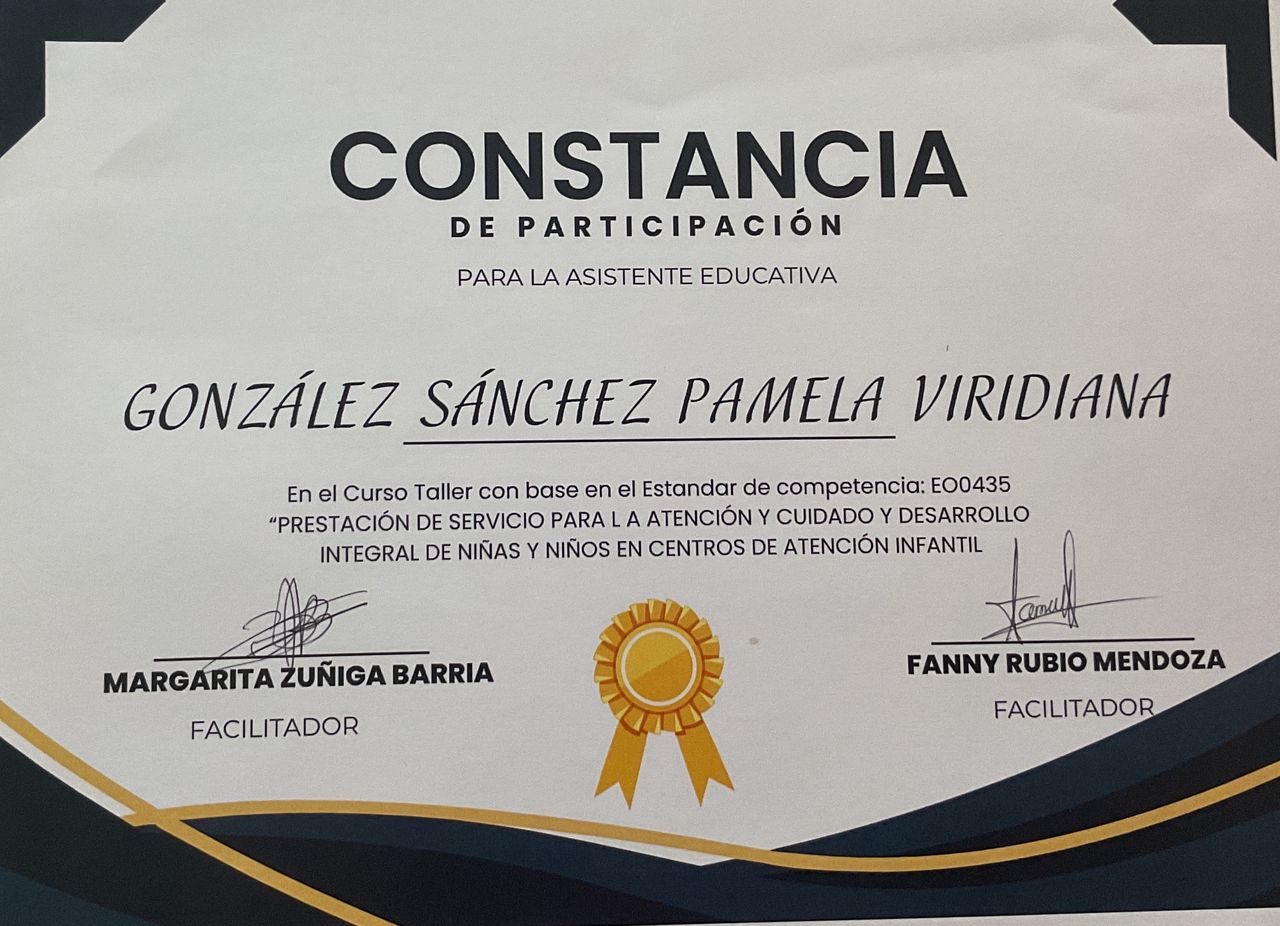 CONSTANCIA
DE PARTICIPACIÓN
PARA LA ASISTENTE EDUCATIVA
GONZÁLEZ SÁNCHEZ PAMELA VIRIDIANA
En el Curso Taller con base en el Estandar de competencia: EO0435
“PRESTACIÓN DE SERVICIO PARA L A ATENCIÓN Y CUIDADO Y DESARROLLO
INTEGRAL DE NIÑAS Y NIÑOS EN CENTROS DE ATENCIÓN INFANTIL
MARGARITA ZUÑIGA BARRIA
FACILITADOR
FANNY RUBIO MENDOZA
FACILITADOR